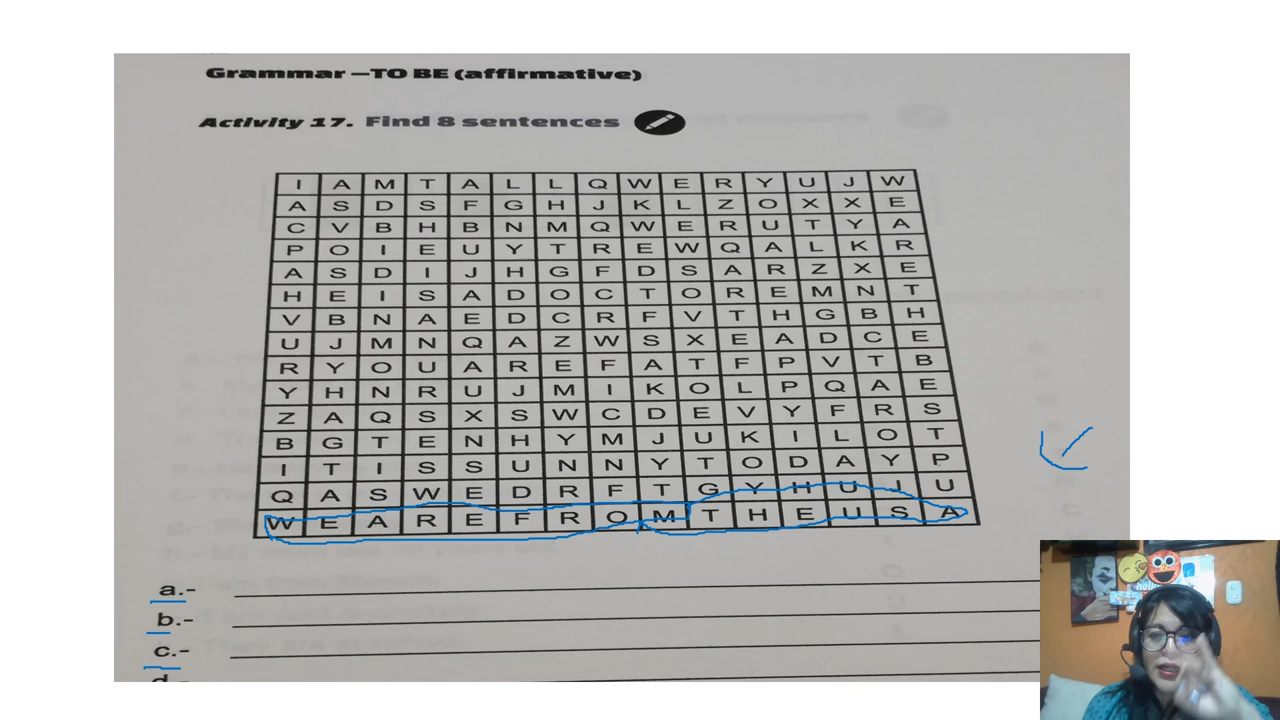 Grammar —TO BE (affirmative)
Activity 17. Find 8 sentences
I A M T A L L Q W E R Y U J W
A S D S F G H J K L Z O X X E
C V B H B N M Q W E R U T Y A
P O I E U Y T R E W Q A L K R
A S D I J H G F D S A R Z X E
H E I S A D O C T O R E M N T
V B N A E D C R F V T H G B H
U J M N Q A Z W S X E A D C E
R Y O U A R E F A T F P V T B
Y H N R U J M I K O L P Q A E
Z A Q S X S W C D E V Y F R S
B G T E N H Y M J U K I L O T
I T I S S U N N Y T O D A Y P
Q A S W E D R F T G Y H U J U
W E A R E F R O M T H E U S A
a.-
b.-
c.-